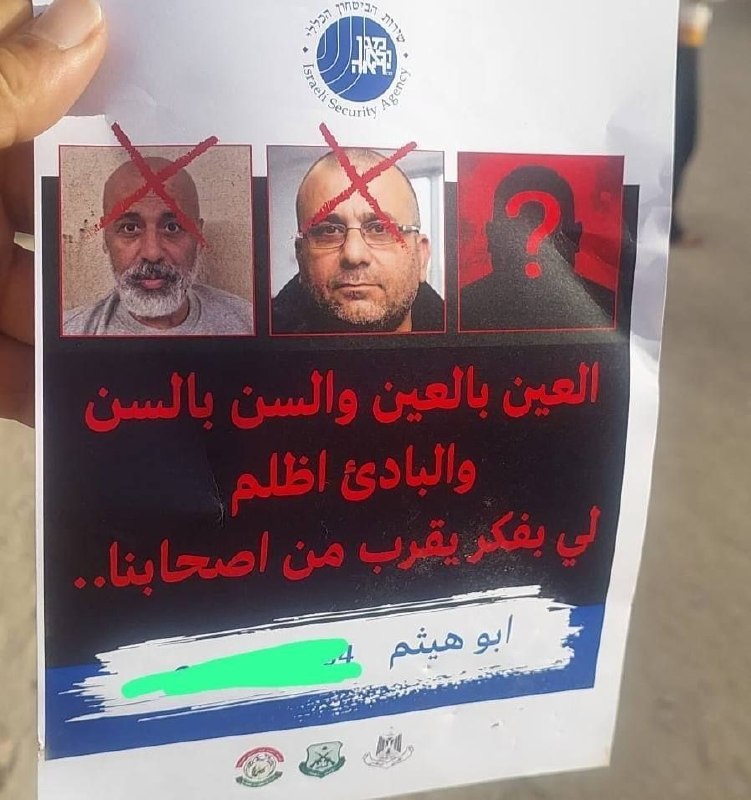 שירות הביטחון הכללי
Israeli Security Agency
?
العين بالعين والسن بالسن
والبادئ اظلم
لي بفكر يقرب من اصحابنا..
ابو هيثم